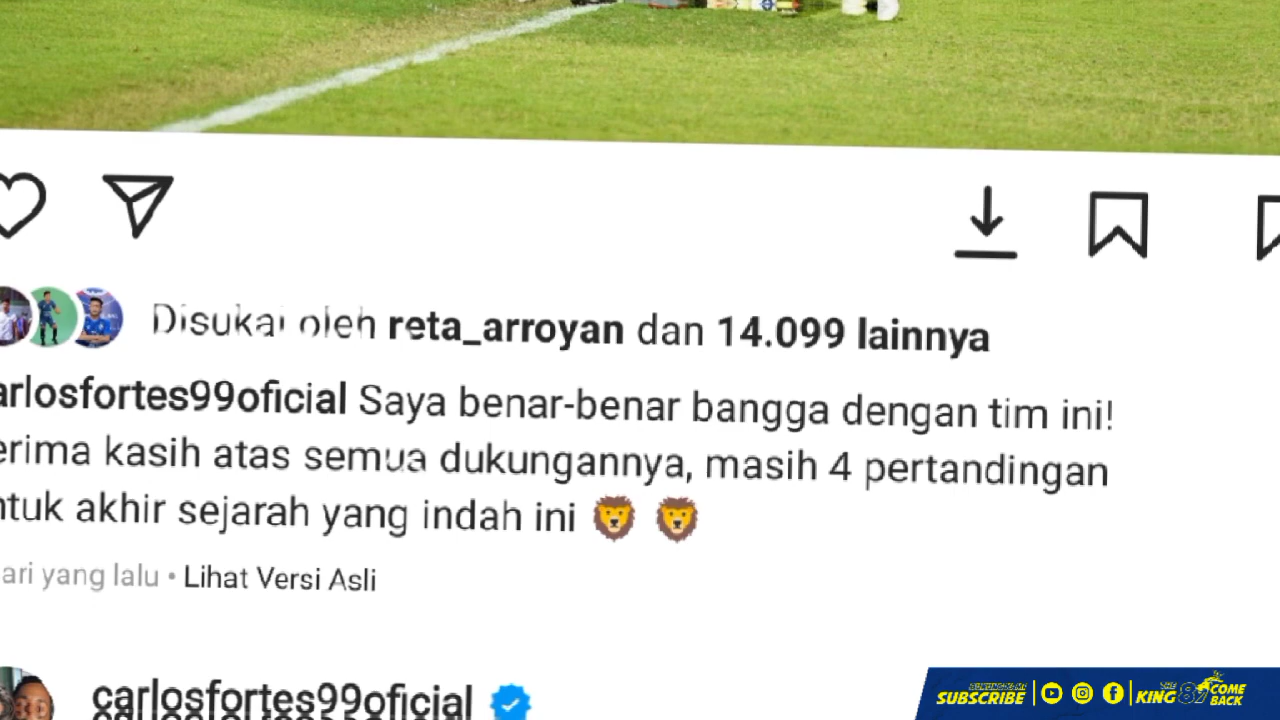 Disukai oleh reta_arroyan dan 14.099 lainnya
arlosfortes99oficial Saya benar-benar bangga dengan tim ini!
erima kasih atas semua dukungannya, masih 4 pertandingan
ntuk akhir sejarah yang indah ini 🦁 🦁
ari yang lalu • Lihat Versi Asli
carlosfortes99oficial
SUBSCRIBE
THE
KING 87 COME
BACK